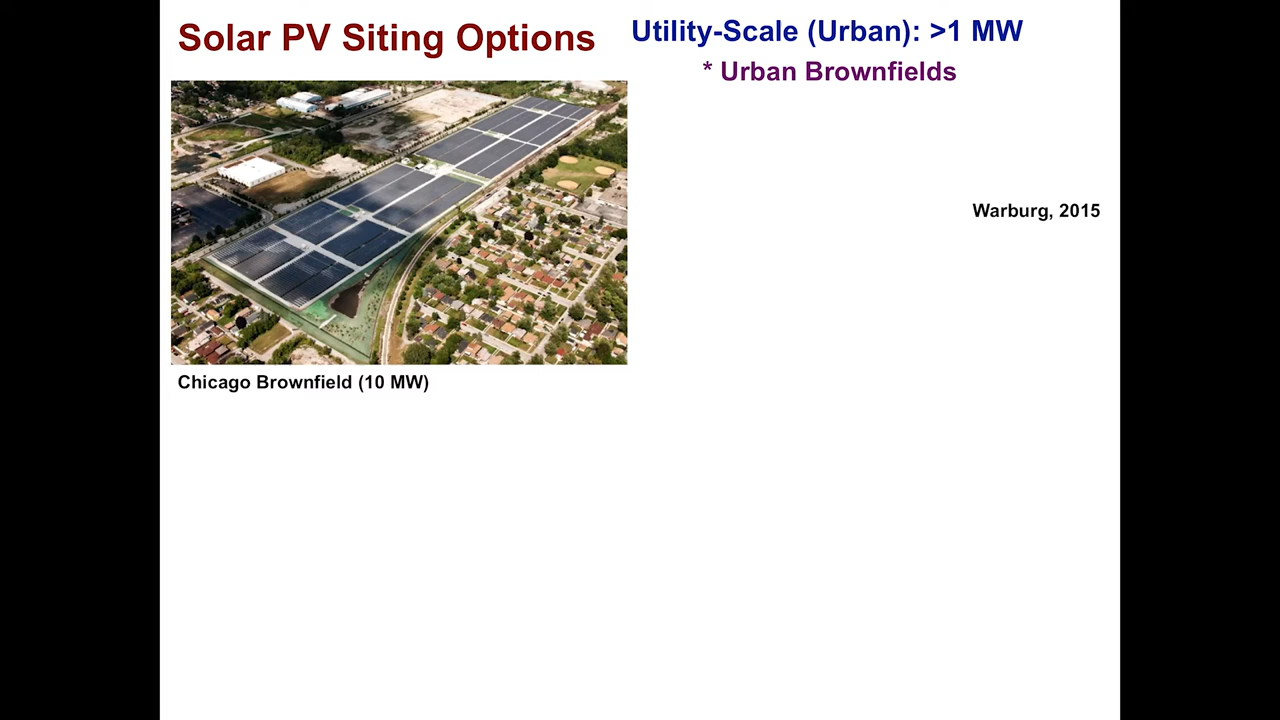 Solar PV Siting Options
Utility-Scale (Urban): >1 MW
* Urban Brownfields
Warburg, 2015
Chicago Brownfield (10 MW)